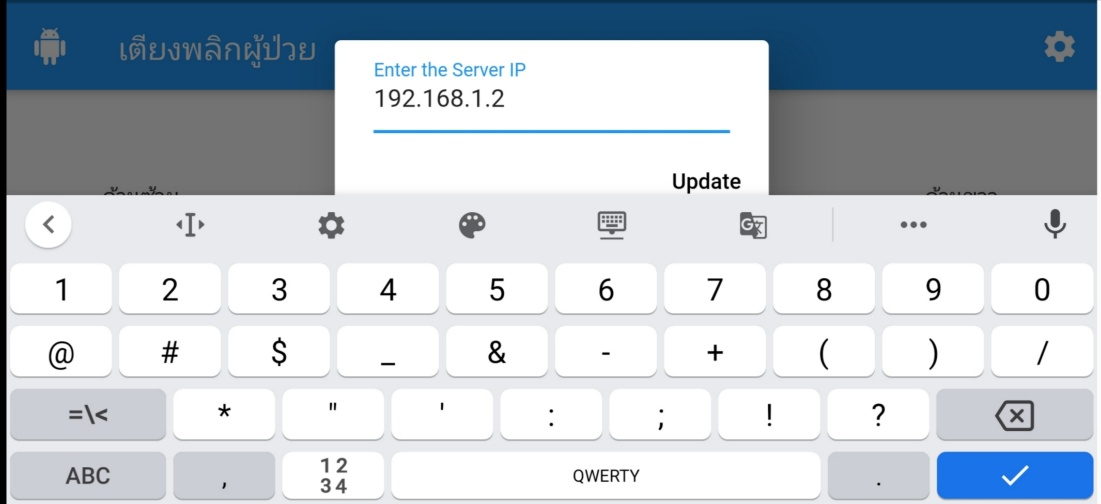 เตียงพลิกผู้ป่วย
Enter the Server IP
192.168.1.2
Update
1 2 3 4 5 6 7 8 9 0
@ # $ _ & - + ( ) /
=\< * " ' : ; ! ?
ABC , 12 34 QWERTY .